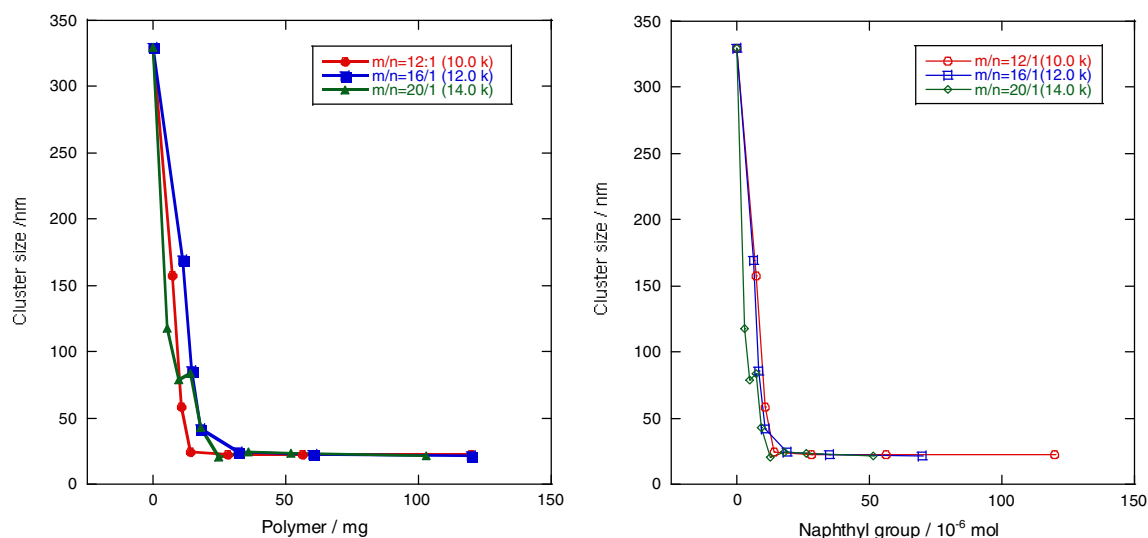 350
300
250
200
150
100
50
0
0
50
100
150
Cluster size /nm
Polymer / mg
m/n=12:1 (10.0 k)
m/n=16/1 (12.0 k)
m/n=20/1 (14.0 k)
350
300
250
200
150
100
50
0
0
50
100
150
Cluster size / nm
Naphthyl group / 10⁻⁶ mol
m/n=12/1 (10.0 k)
m/n=16/1(12.0 k)
m/n=20/1(14.0 k)